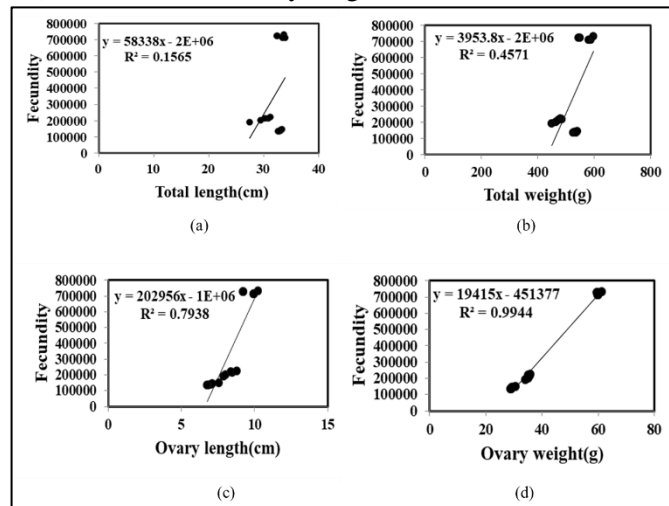 800000
700000
600000
500000
400000
300000
200000
100000
0
y = 58338x - 2E+06
R² = 0.1565
Fecundity
0 10 20 30 40
Total length(cm)
(a)
800000
700000
600000
500000
400000
300000
200000
100000
0
y = 3953.8x - 2E+06
R² = 0.4571
Fecundity
0 200 400 600 800
Total weight(g)
(b)
800000
700000
600000
500000
400000
300000
200000
100000
0
y = 202956x - 1E+06
R² = 0.7938
Fecundity
0 5 10 15
Ovary length(cm)
(c)
800000
700000
600000
500000
400000
300000
200000
100000
0
y = 19415x - 451377
R² = 0.9944
Fecundity
0 20 40 60 80
Ovary weight(g)
(d)